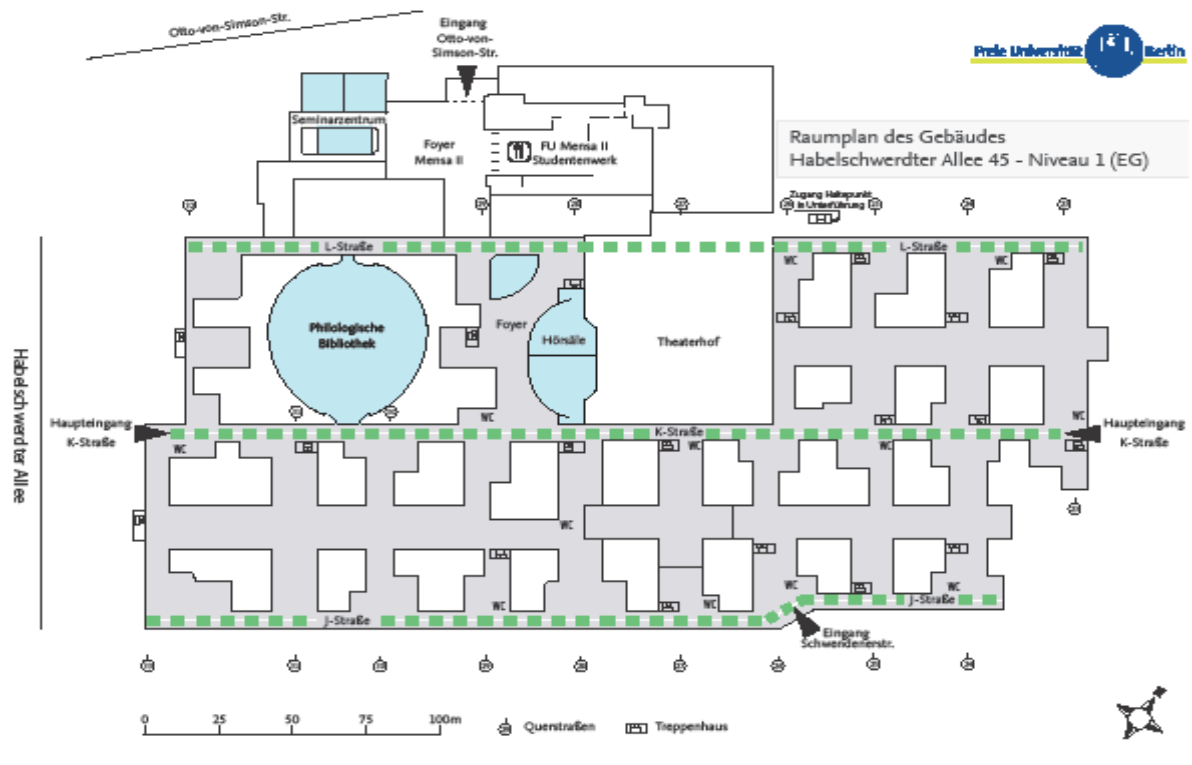 Otto-von-Simson-Str.
Eingang
Otto-von-
Simson-Str.
Freie Universität Berlin
Seminarzentrum
Foyer
Mensa II
FU Mensa II
Studentenwerk
Raumplan des Gebäudes
Habelschwerdter Allee 45 - Niveau 1 (EG)
Zugang Haltepunkt
in Unterführung
L-Straße
L-Straße
WC
WC
Philologische
Bibliothek
Foyer
Hörsäle
Theaterhof
Habelschwerdter Allee
WC
WC
Haupteingang
K-Straße
K-Straße
Haupteingang
K-Straße
WC
WC
WC
WC
WC
WC
WC
WC
J-Straße
J-Straße
Eingang
Schwendenerstr.
0 25 50 75 100m
Querstraßen
Treppenhaus